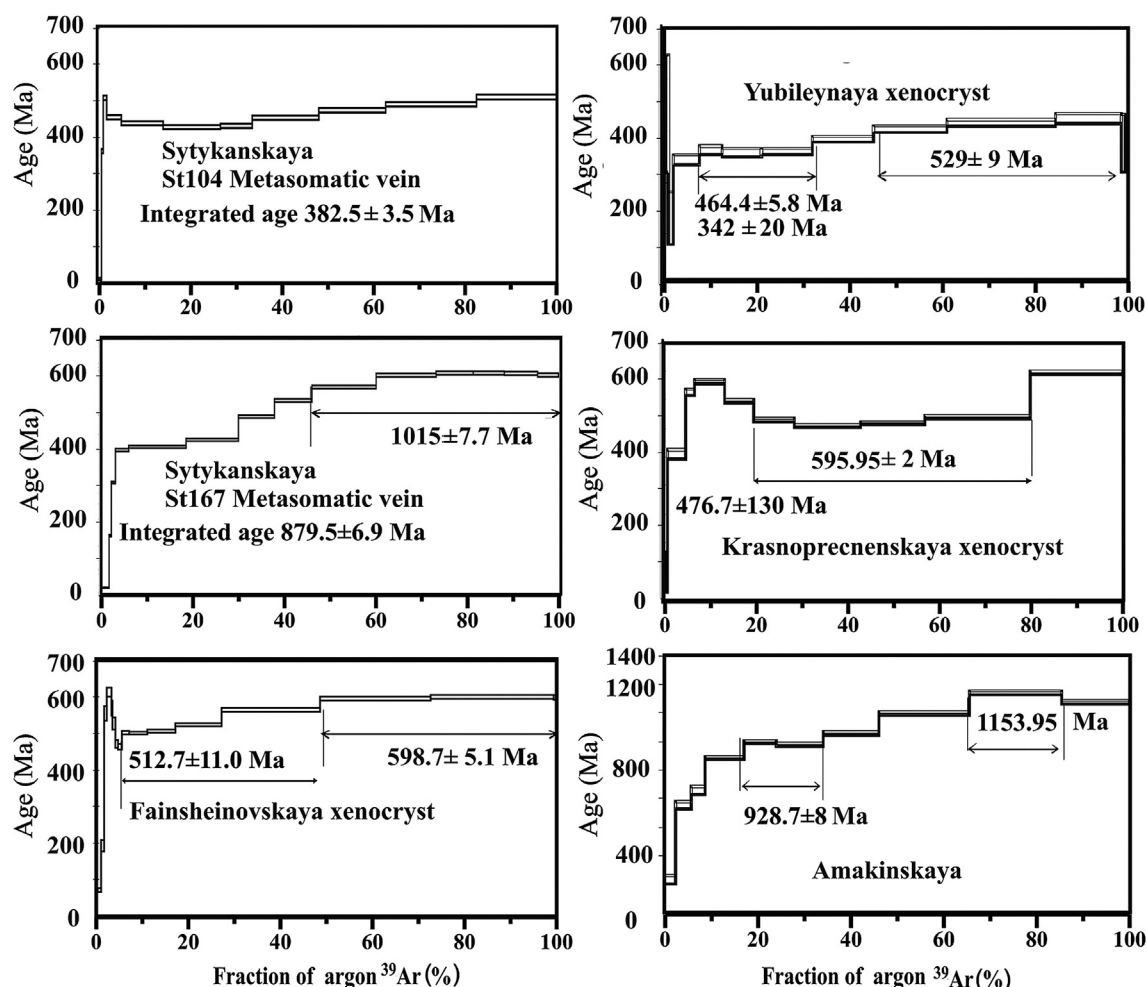 700
600
400
200
0
Age (Ma)
Sytykanskaya
St104 Metasomatic vein
Integrated age 382.5 ± 3.5 Ma
0 20 40 60 80 100
700
600
400
200
0
Age (Ma)
Yubileynaya xenocryst
529± 9 Ma
464.4 ±5.8 Ma
342 ±20 Ma
0 20 40 60 80 100
700
600
400
200
0
Age (Ma)
1015±7.7 Ma
Sytykanskaya
St167 Metasomatic vein
Integrated age 879.5±6.9 Ma
0 20 40 60 80 100
700
600
400
200
0
Age (Ma)
595.95± 2 Ma
476.7±130 Ma
Krasnoprecnenskaya xenocryst
0 20 40 60 80 100
700
600
400
200
0
Age (Ma)
512.7±11.0 Ma
598.7± 5.1 Ma
Fainsheinovskaya xenocryst
0 20 40 60 80 100
Fraction of argon ³⁹Ar (%)
1400
1200
800
400
0
Age (Ma)
1153.95 Ma
928.7±8 Ma
Amakinskaya
0 20 40 60 80 100
Fraction of argon ³⁹Ar (%)